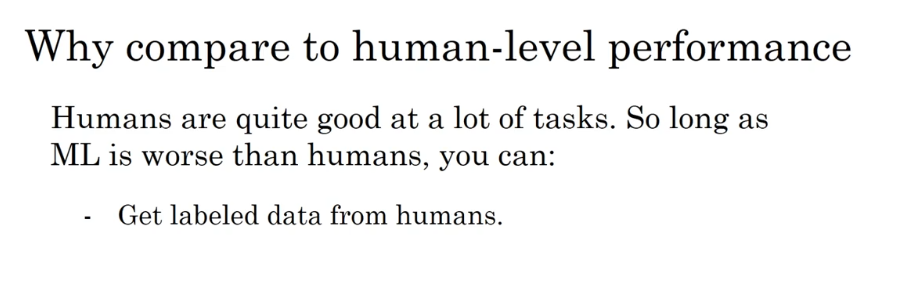 Why compare to human-level performance
Humans are quite good at a lot of tasks. So long as
ML is worse than humans, you can:
- Get labeled data from humans.